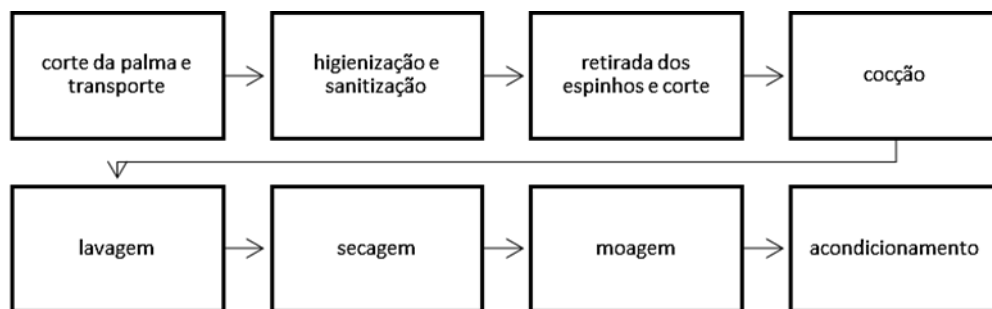 corte da palma e
transporte
higienização e
sanitização
retirada dos
espinhos e corte
cocção
lavagem
secagem
moagem
acondicionamento